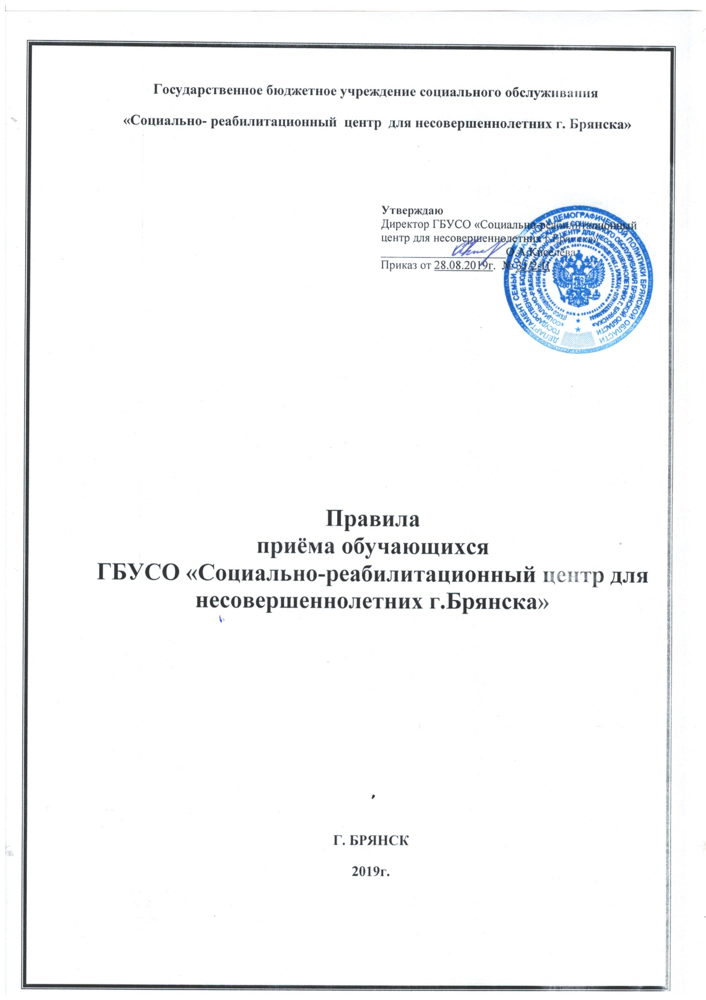 Государственное бюджетное учреждение социального обслуживания
«Социально- реабилитационный центр для несовершеннолетних г. Брянска»
Утверждаю
Директор ГБУСО «Социально-реабилитационный
центр для несовершеннолетних г.Брянска»
О.А.Киселёва
Приказ от 28.08.2019г. № 31/2-Ц
ДЕПАРТАМЕНТ СЕМЬИ, СОЦИАЛЬНОЙ И ДЕМОГРАФИЧЕСКОЙ ПОЛИТИКИ БРЯНСКОЙ ОБЛАСТИ
ГОСУДАРСТВЕННОЕ БЮДЖЕТНОЕ УЧРЕЖДЕНИЕ СОЦИАЛЬНОГО ОБСЛУЖИВАНИЯ БРЯНСКОЙ ОБЛАСТИ
«СОЦИАЛЬНО-РЕАБИЛИТАЦИОННЫЙ ЦЕНТР ДЛЯ НЕСОВЕРШЕННОЛЕТНИХ Г. БРЯНСКА»
Правила
приёма обучающихся
ГБУСО «Социально-реабилитационный центр для
несовершеннолетних г.Брянска»
Г. БРЯНСК
2019г.